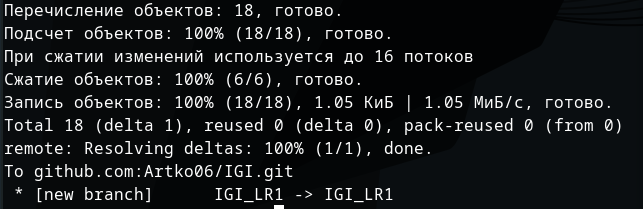 Перечисление объектов: 18, готово.
Подсчет объектов: 100% (18/18), готово.
При сжатии изменений используется до 16 потоков
Сжатие объектов: 100% (6/6), готово.
Запись объектов: 100% (18/18), 1.05 КиБ | 1.05 МиБ/с, готово.
Total 18 (delta 1), reused 0 (delta 0), pack-reused 0 (from 0)
remote: Resolving deltas: 100% (1/1), done.
To github.com:Artko06/IGI.git
 * [new branch]      IGI_LR1 -> IGI_LR1